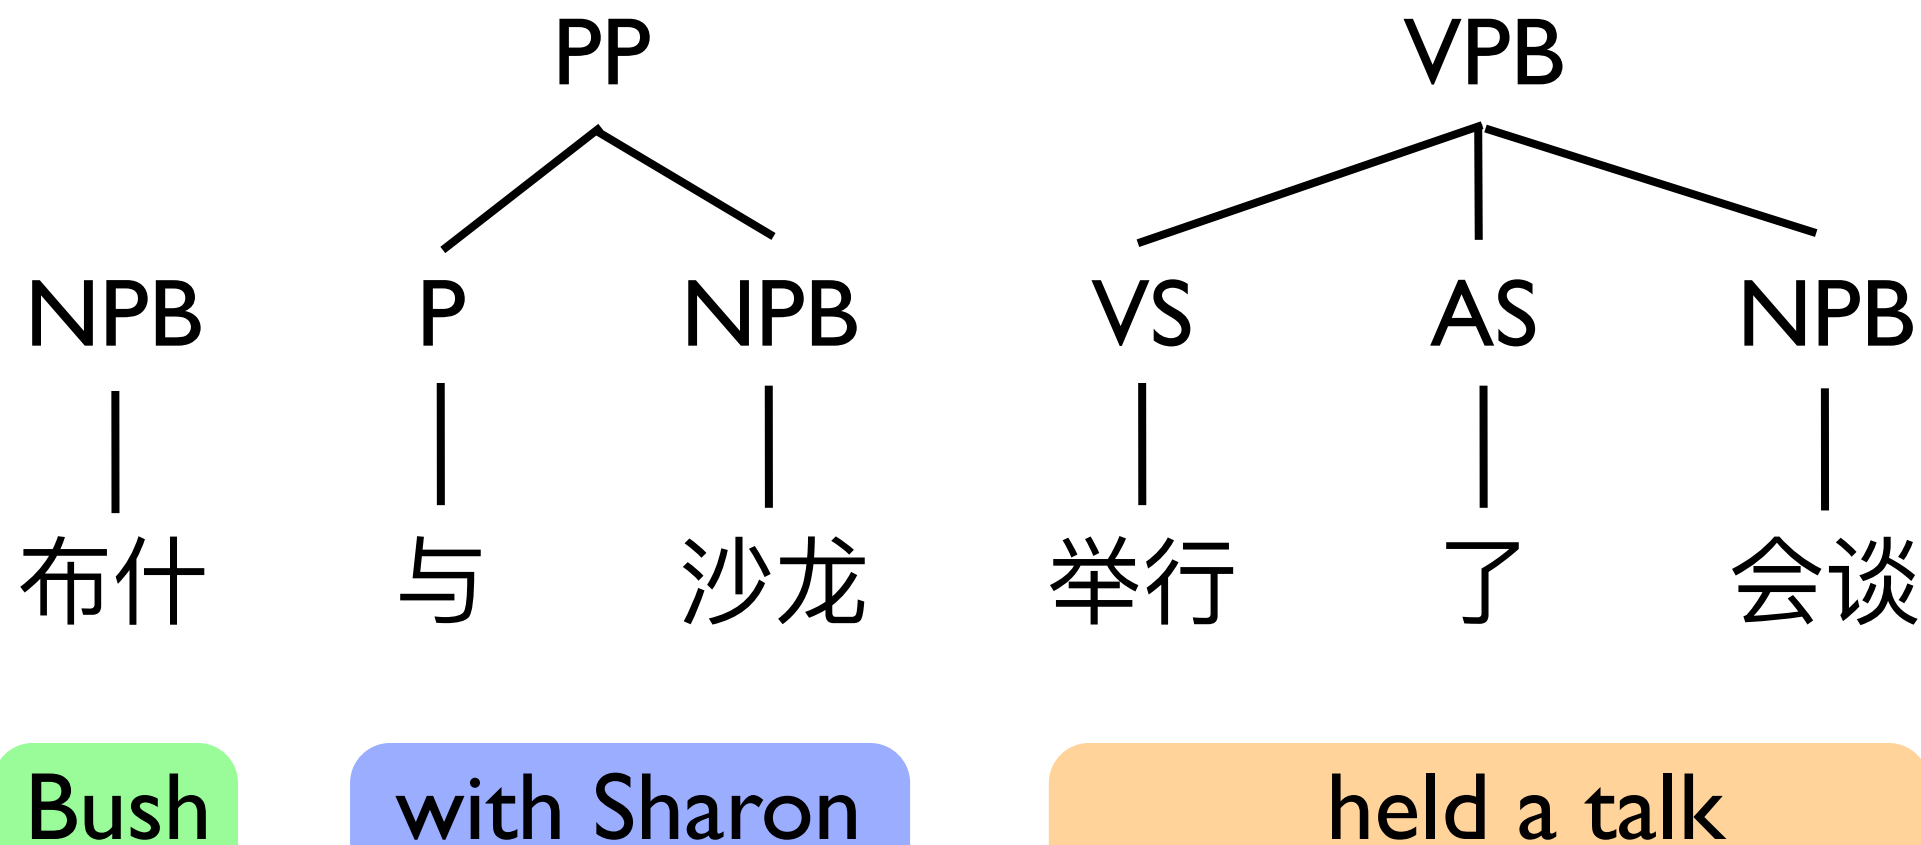 PP VPB
NPB P NPB VS AS NPB
布什 与 沙龙 举行 了 会谈
Bush with Sharon held a talk